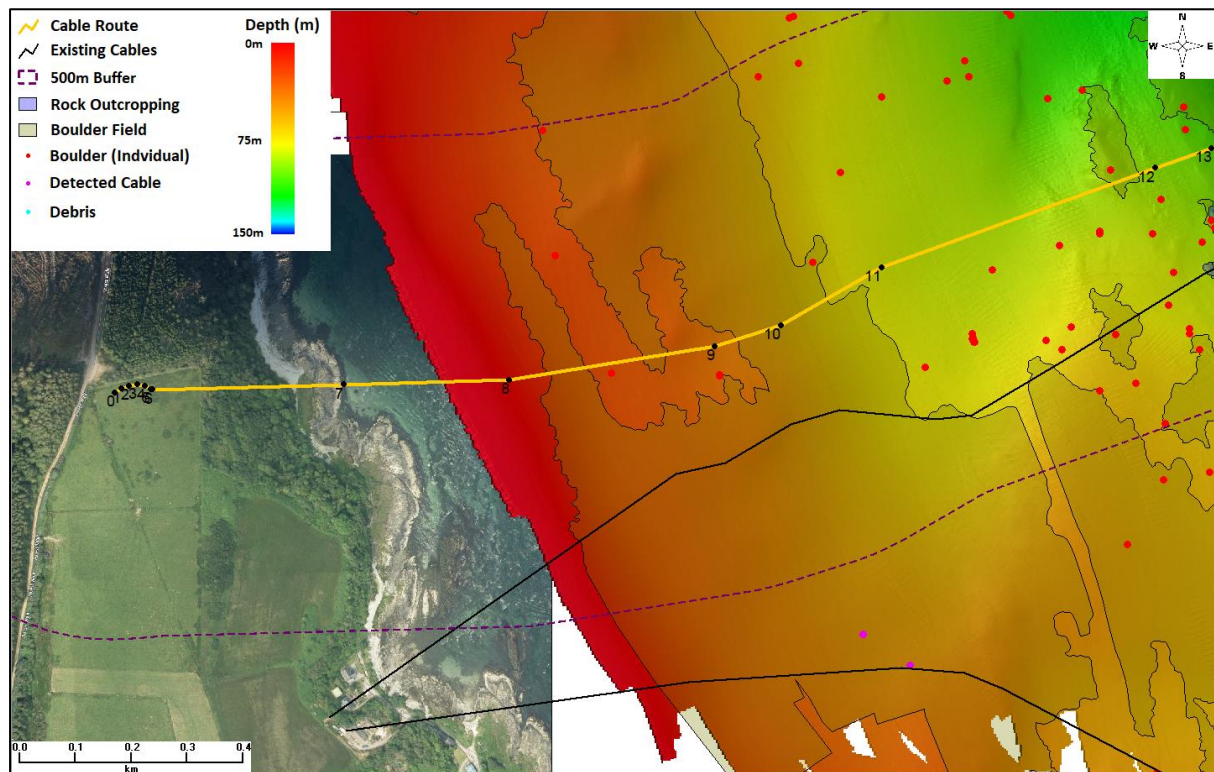 Cable Route
Existing Cables
500m Buffer
Rock Outcropping
Boulder Field
Boulder (Indvidual)
Detected Cable
Debris
Depth (m)
0m
75m
150m
N
W E
S
13
12
11
10
9
8
7
0 1 2 3 4 5 6
0.0 0.1 0.2 0.3 0.4
km